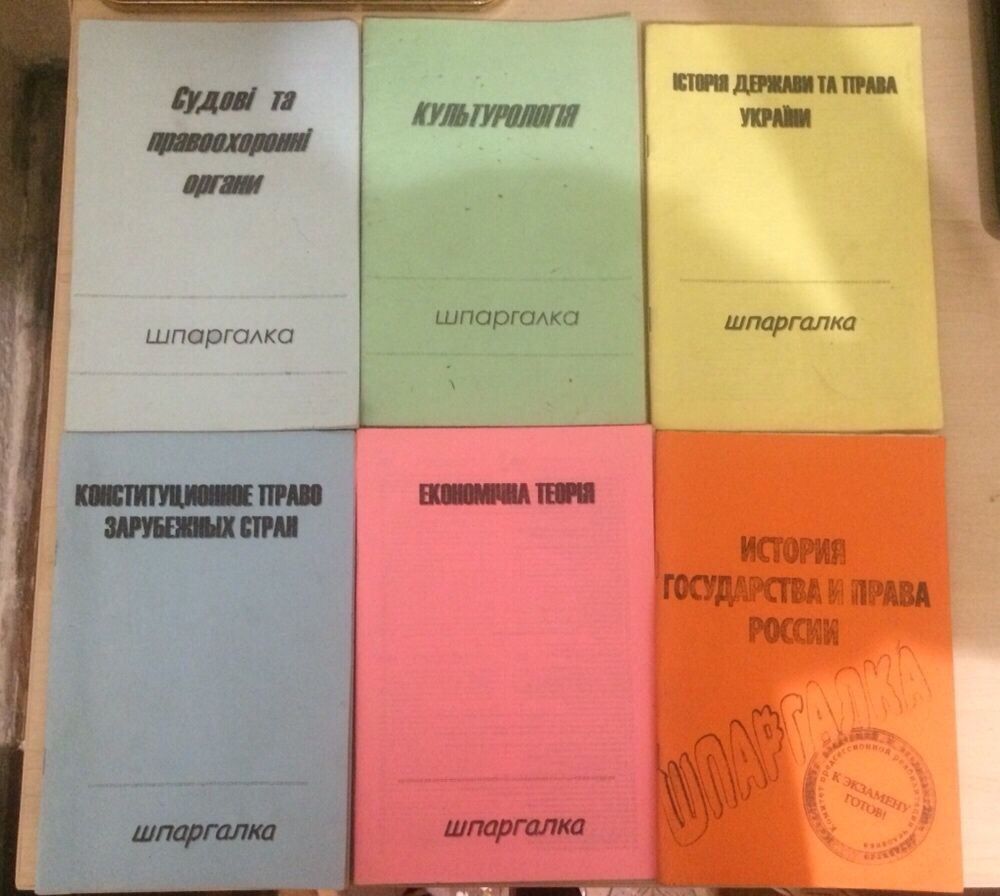 Судові та
правоохоронні
органи
шпаргалка
КУЛЬТУРОЛОГІЯ
шпаргалка
ІСТОРІЯ ДЕРЖАВИ ТА ПРАВА
УКРАЇНИ
шпаргалка
КОНСТИТУЦИОННОЕ ПРАВО
ЗАРУБЕЖНЫХ СТРАН
шпаргалка
ЕКОНОМІЧНА ТЕОРІЯ
шпаргалка
ИСТОРИЯ
ГОСУДАРСТВА И ПРАВА
РОССИИ
ШПАРГАЛКА
К ЭКЗАМЕНУ
ГОТОВ!